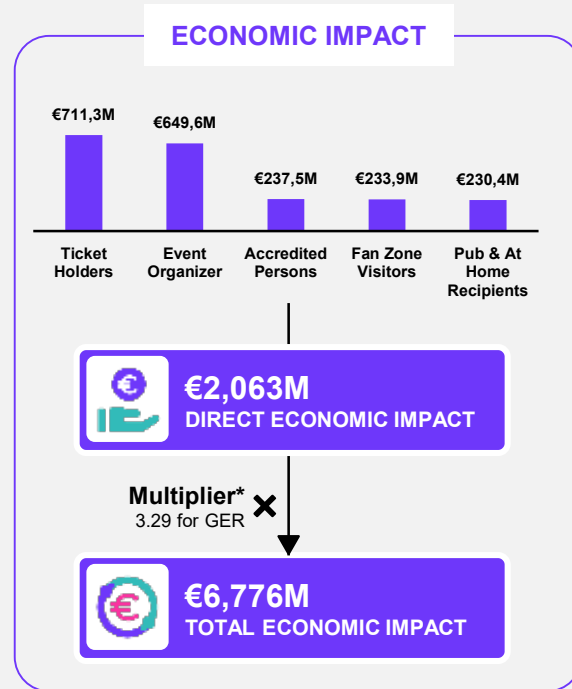 ECONOMIC IMPACT
€711,3M
€649,6M
€237,5M
€233,9M
€230,4M
Ticket
Holders
Event
Organizer
Accredited
Persons
Fan Zone
Visitors
Pub & At
Home
Recipients
€2,063M
DIRECT ECONOMIC IMPACT
Multiplier*
3.29 for GER
€6,776M
TOTAL ECONOMIC IMPACT